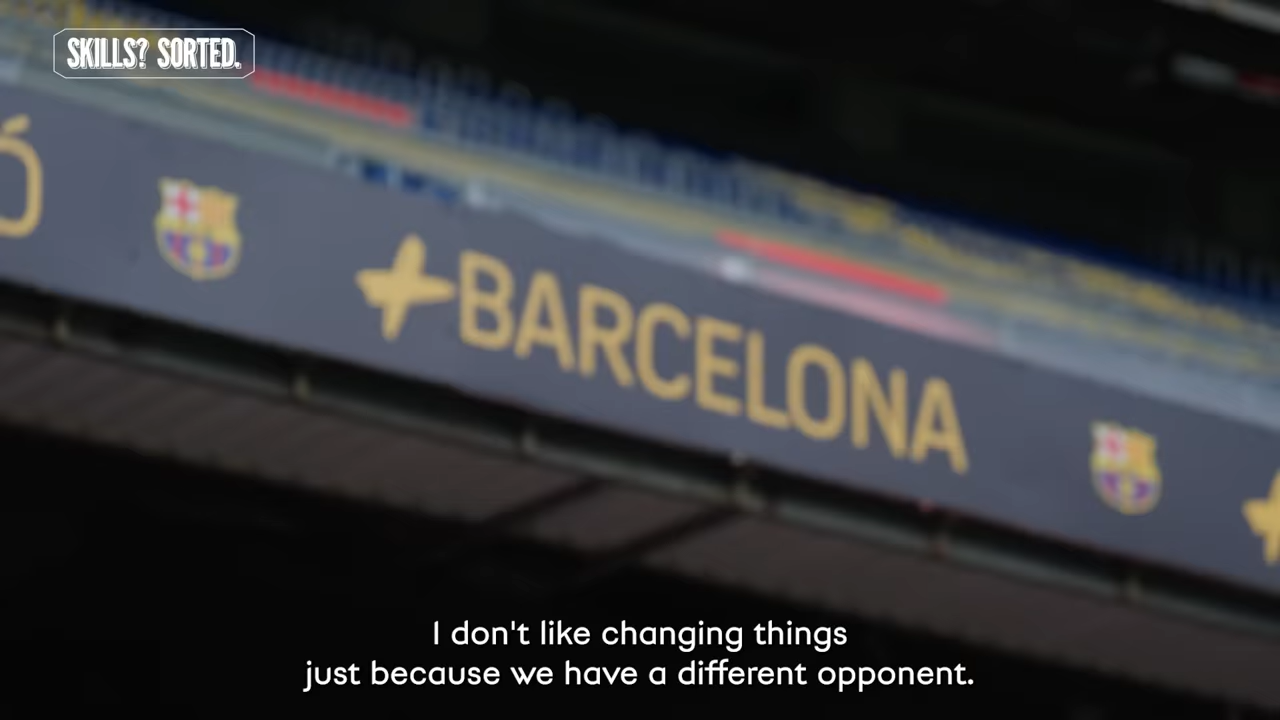 SKILLS? SORTED.
Ó
+BARCELONA
I don't like changing things
just because we have a different opponent.